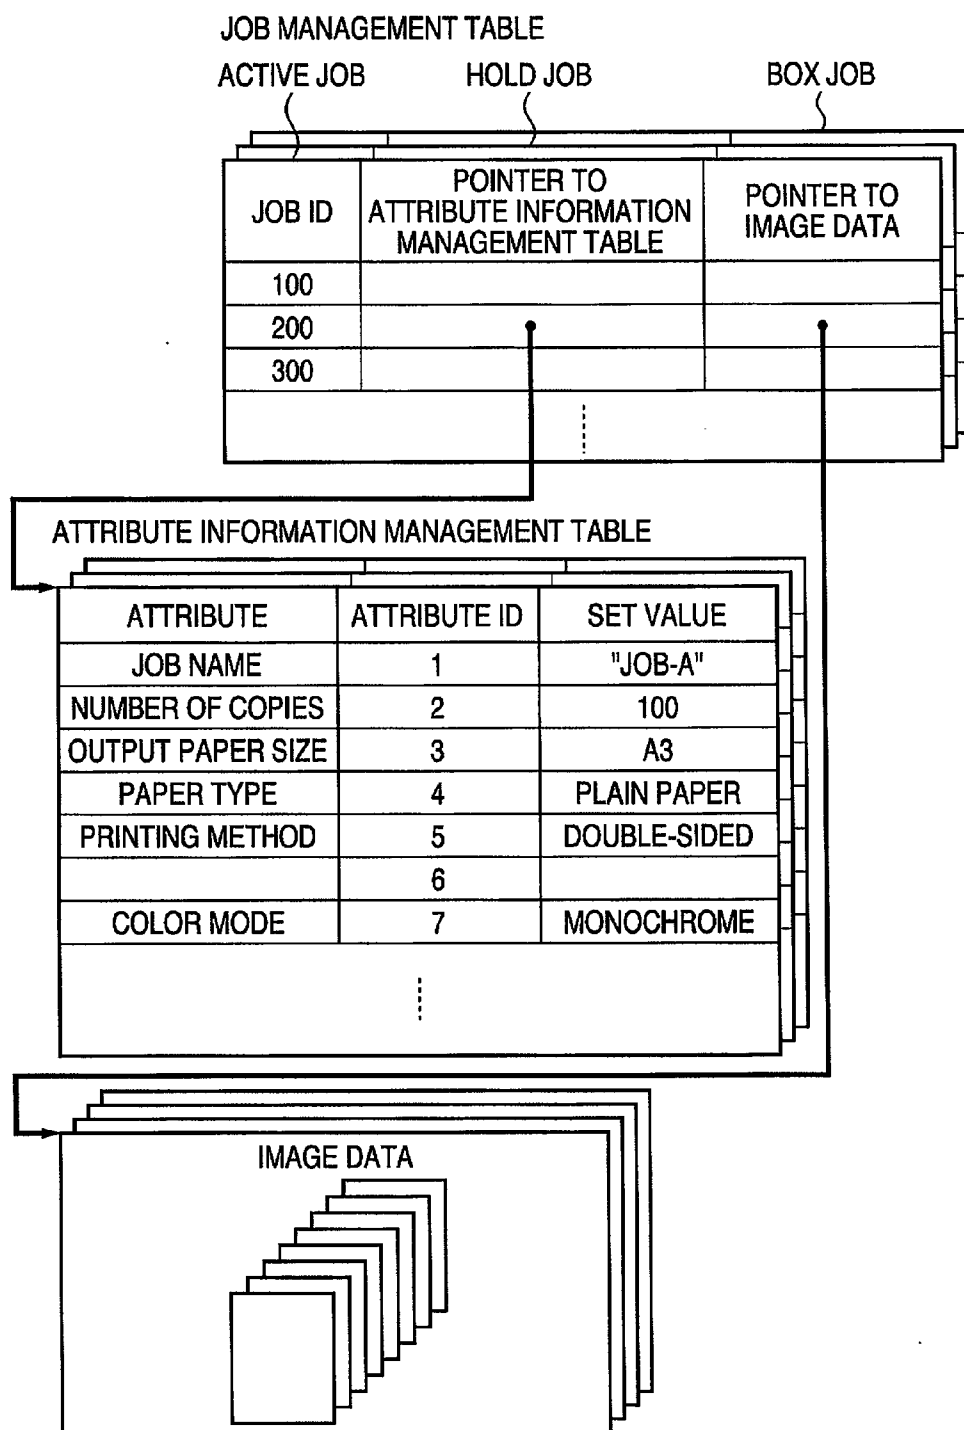 JOB MANAGEMENT TABLE
ACTIVE JOB HOLD JOB BOX JOB
JOB ID
POINTER TO
ATTRIBUTE INFORMATION
MANAGEMENT TABLE
POINTER TO
IMAGE DATA
100
200
300
ATTRIBUTE INFORMATION MANAGEMENT TABLE
ATTRIBUTE ATTRIBUTE ID SET VALUE
JOB NAME 1 "JOB-A"
NUMBER OF COPIES 2 100
OUTPUT PAPER SIZE 3 A3
PAPER TYPE 4 PLAIN PAPER
PRINTING METHOD 5 DOUBLE-SIDED
6
COLOR MODE 7 MONOCHROME
IMAGE DATA